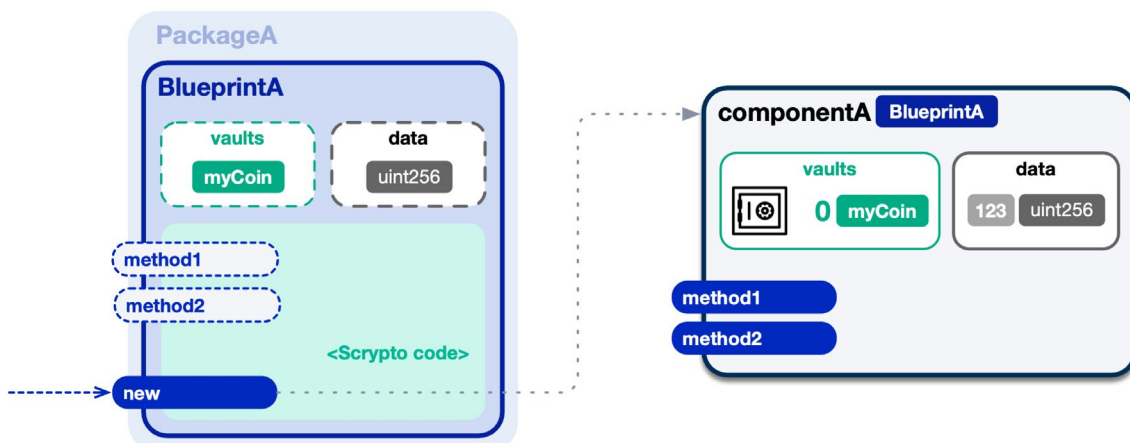 PackageA
BlueprintA
vaults
data
myCoin
uint256
method1
method2
<Scrypto code>
new
componentA BlueprintA
vaults
data
0 myCoin
123 uint256
method1
method2